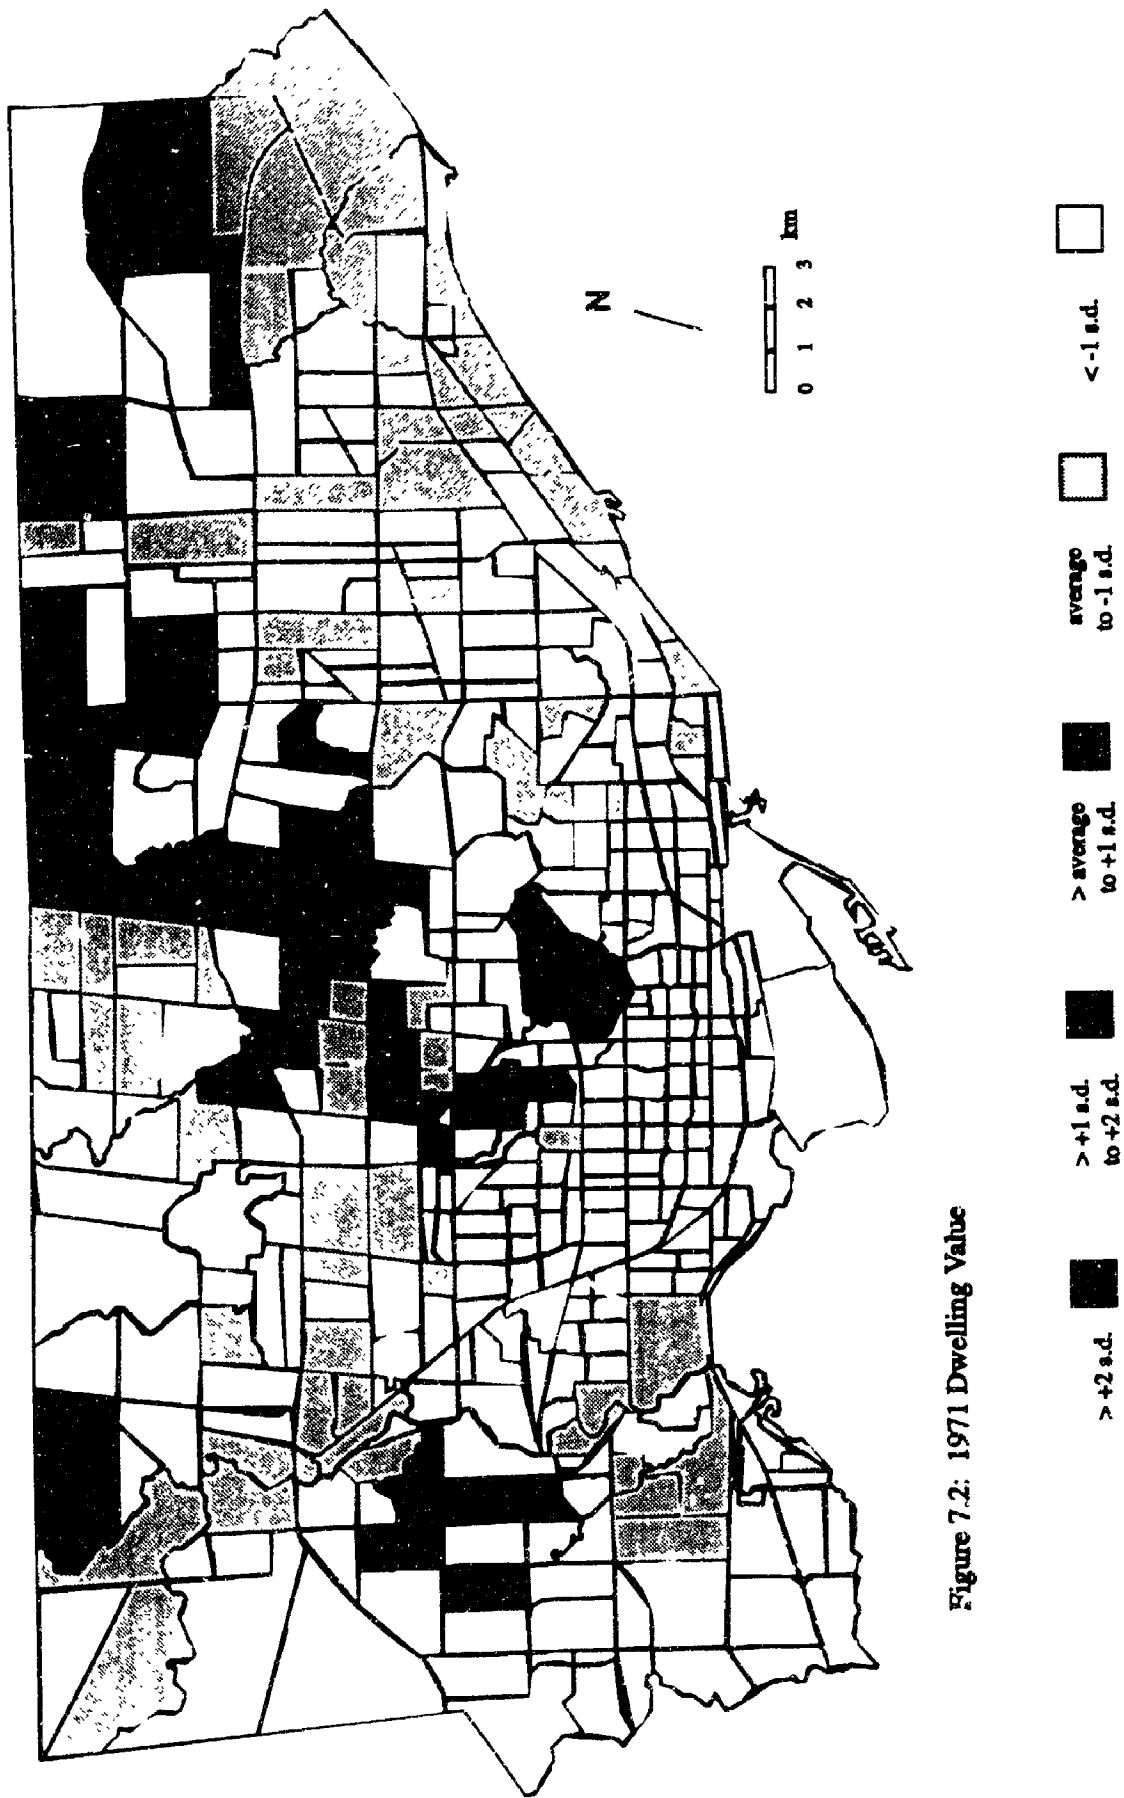 N
0 1 2 3 km
Figure 7.2: 1971 Dwelling Value
> +2 s.d.
> +1 s.d.
to +2 s.d.
> average
to +1 s.d.
average
to -1 s.d.
< -1 s.d.